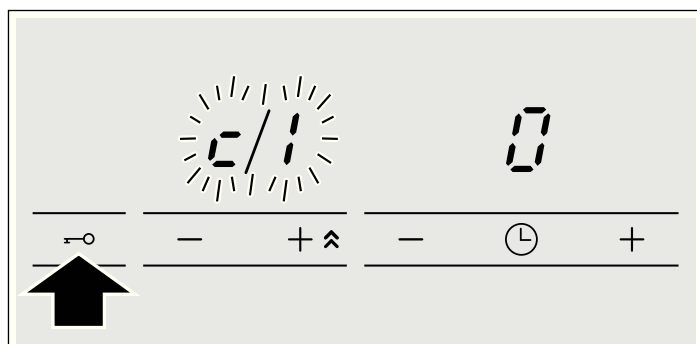 c/1 0
- + - +